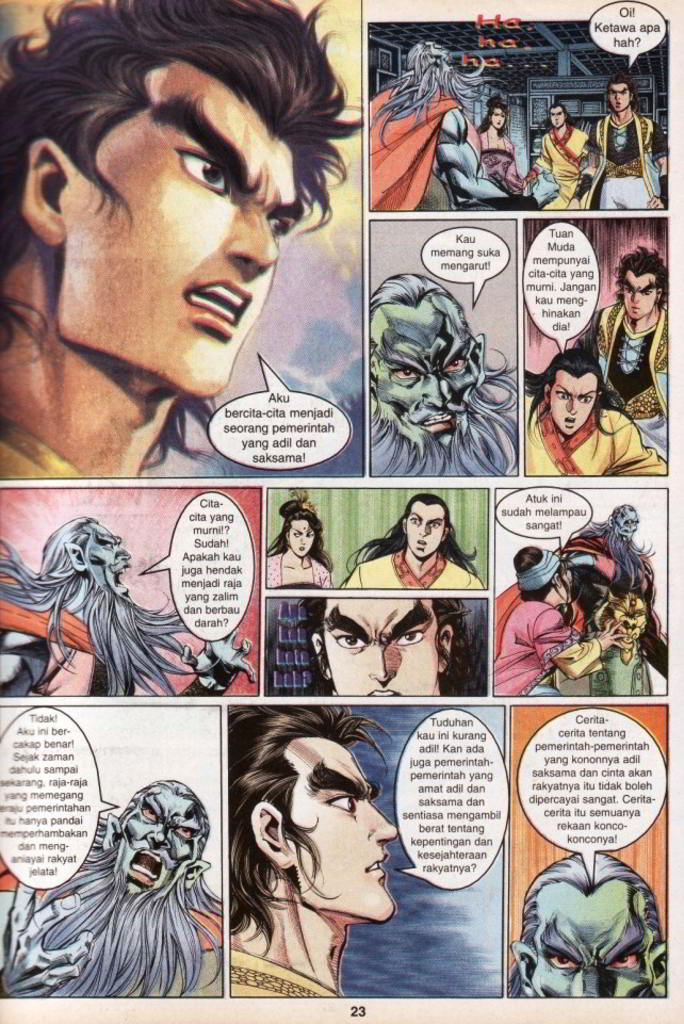 Aku
bercita-cita menjadi
seorang pemerintah
yang adil dan
saksama!
Ha.
ha.
ha...
Oi!
Ketawa apa
hah?
Kau
memang suka
mengarut!
Tuan
Muda
mempunyai
cita-cita yang
murni. Jangan
kau meng-
hinakan
dia!
Cita-
cita yang
murni!?
Sudah!
Apakah kau
juga hendak
menjadi raja
yang zalim
dan berbau
darah?
Atuk ini
sudah melampau
sangat!
Tidak!
Aku ini ber-
cakap benar!
Sejak zaman
dahulu sampai
sekarang, raja-raja
yang memegang
teraju pemerintahan
itu hanya pandai
memperhambakan
dan meng-
aniayai rakyat
jelata!
Tuduhan
kau ini kurang
adil! Kan ada
juga pemerintah-
pemerintah yang
amat adil dan
saksama dan
sentiasa mengambil
berat tentang
kepentingan dan
kesejahteraan
rakyatnya?
Cerita-
cerita tentang
pemerintah-pemerintah
yang kononnya adil
saksama dan cinta akan
rakyatnya itu tidak boleh
dipercayai sangat. Cerita-
cerita itu semuanya
rekaan konco-
konconya!
23